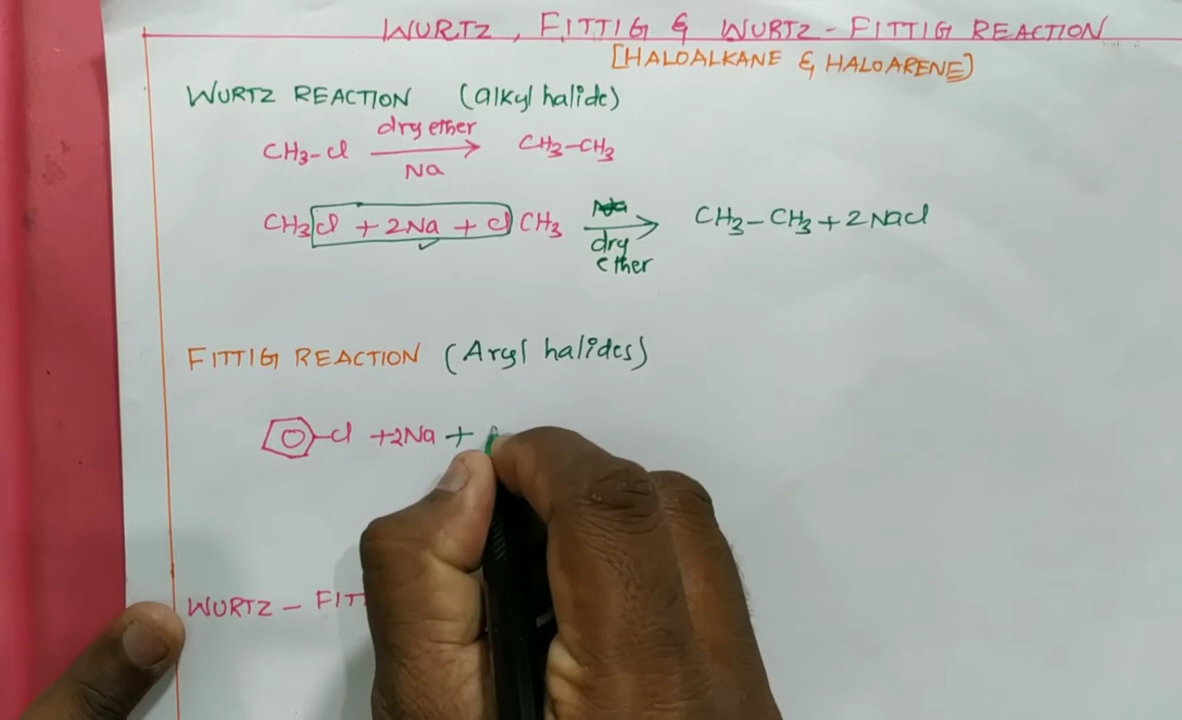 WURTZ, FITTIG & WURTZ-FITTIG REACTION
[HALOALKANE & HALOARENE]
WURTZ REACTION (alkyl halide)
dry ether
CH3-Cl → CH3-CH3
Na
CH3 Cl + 2Na + Cl CH3 → CH3-CH3 + 2NaCl
dry
ether
FITTIG REACTION (Aryl halides)
-Cl +2Na +
WURTZ - FIT